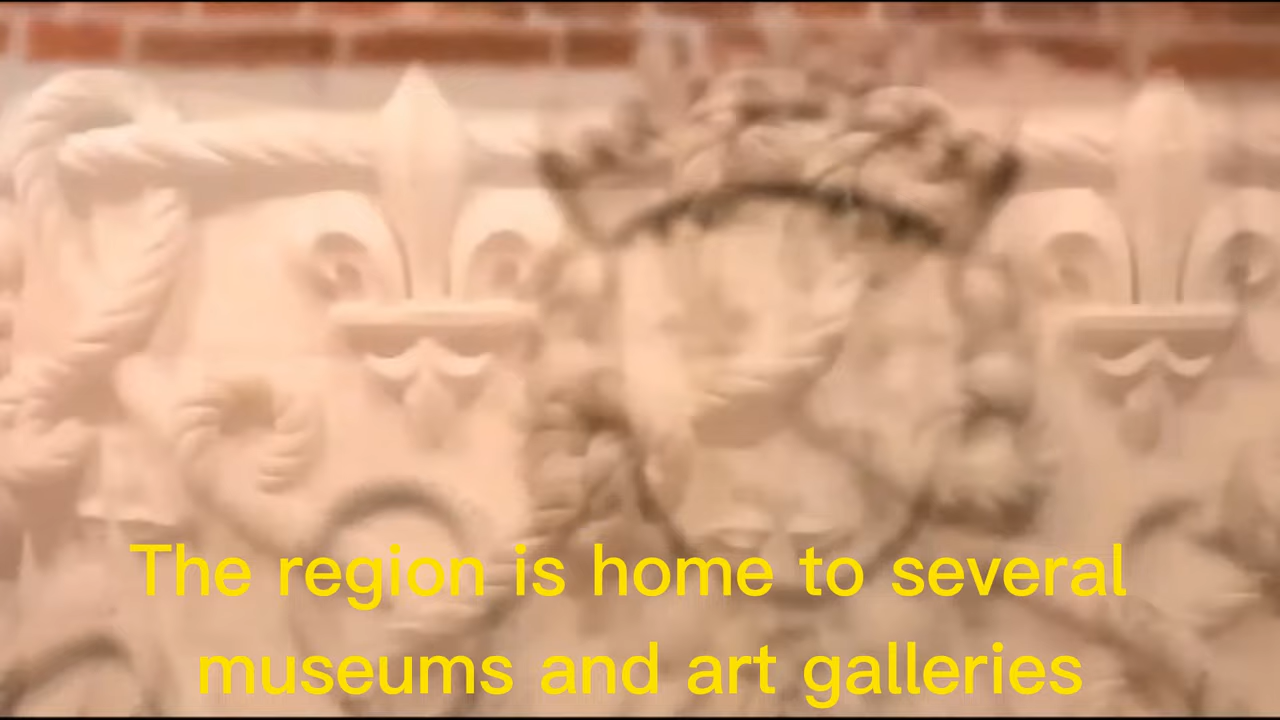 The region is home to several
museums and art galleries